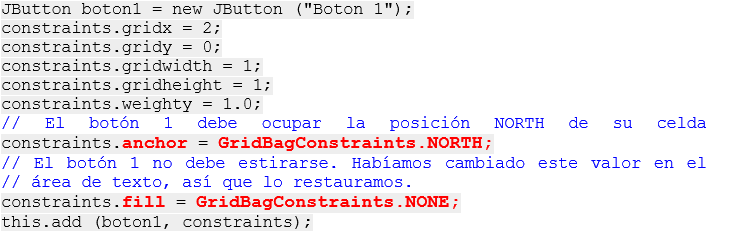 JButton boton1 = new JButton ("Boton 1");
constraints.gridx = 2;
constraints.gridy = 0;
constraints.gridwidth = 1;
constraints.gridheight = 1;
constraints.weighty = 1.0;
// El botón 1 debe ocupar la posición NORTH de su celda
constraints.anchor = GridBagConstraints.NORTH;
// El botón 1 no debe estirarse. Habíamos cambiado este valor en el
// área de texto, así que lo restauramos.
constraints.fill = GridBagConstraints.NONE;
this.add (boton1, constraints);